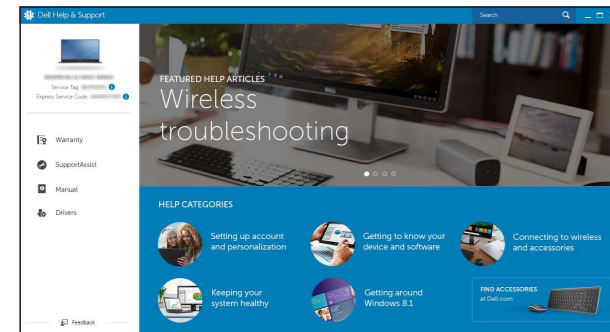 Dell Help & Support
Search
Service Tag
Express Service Code
Warranty
SupportAssist
Manual
Drivers
Feedback
FEATURED HELP ARTICLES
Wireless
troubleshooting
HELP CATEGORIES
Setting up account
and personalization
Getting to know your
device and software
Connecting to wireless
and accessories
Keeping your
system healthy
Getting around
Windows 8.1
FIND ACCESSORIES
at Dell.com